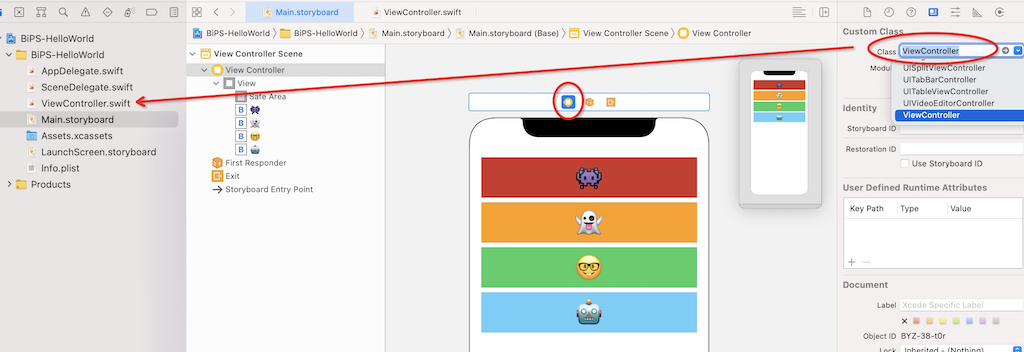 Main.storyboard
ViewController.swift
BiPS-HelloWorld
BiPS-HelloWorld
AppDelegate.swift
SceneDelegate.swift
ViewController.swift
Main.storyboard
Assets.xcassets
LaunchScreen.storyboard
Info.plist
Products
BiPS-HelloWorld
BiPS-HelloWorld
Main.storyboard
Main.storyboard (Base)
View Controller Scene
View Controller
View Controller Scene
View Controller
View
Safe Area
B 👾
B 👻
B 🤓
B 🤖
First Responder
Exit
Storyboard Entry Point
👾
👻
🤓
🤖
Custom Class
Class ViewController
UISplitViewController
UITabBarController
UITableViewController
UIVideoEditorController
ViewController
Identity
Storyboard ID
Restoration ID
Use Storyboard ID
User Defined Runtime Attributes
Key Path Type Value
Document
Label Xcode Specific Label
Object ID BYZ-38-t0r
Lock Inherited - (Nothing)